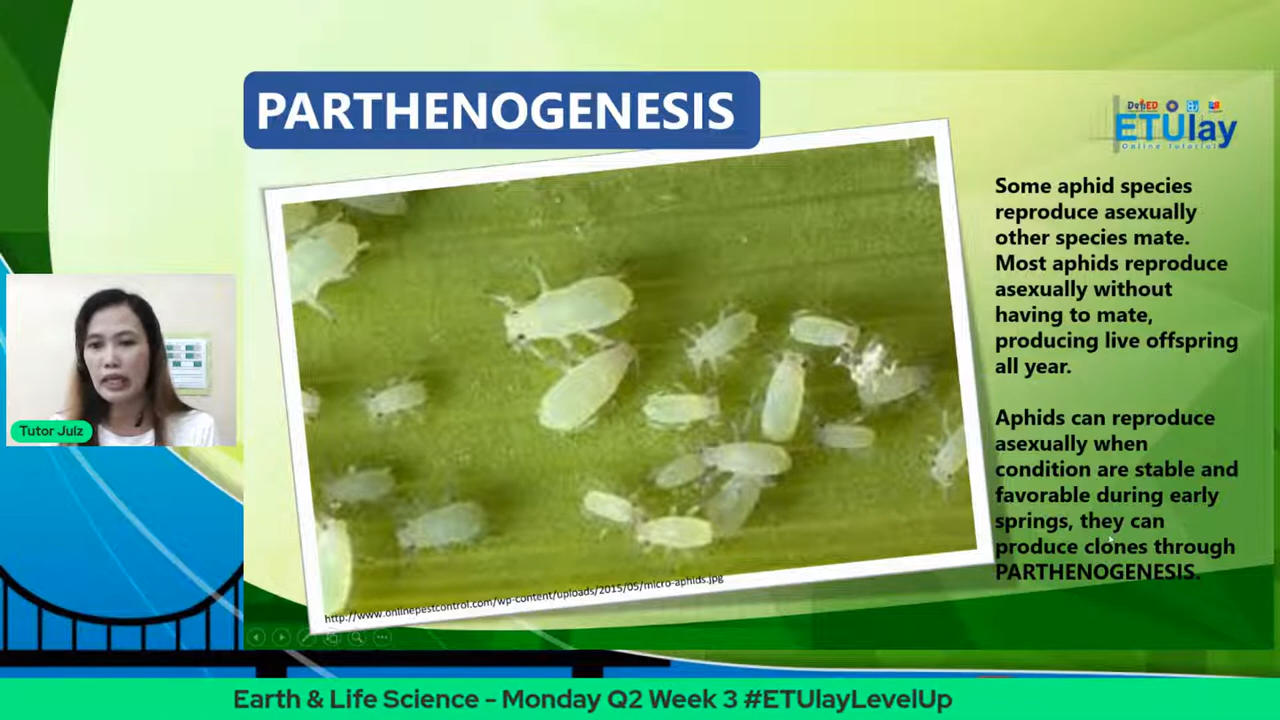 PARTHENOGENESIS
DepED
ETUlay
Online Tutorial
Some aphid species
reproduce asexually
other species mate.
Most aphids reproduce
asexually without
having to mate,
producing live offspring
all year.
Aphids can reproduce
asexually when
condition are stable and
favorable during early
springs, they can
produce clones through
PARTHENOGENESIS.
http://www.onlinepestcontrol.com/wp-content/uploads/2015/05/micro-aphids.jpg
Tutor Julz
Earth & Life Science - Monday Q2 Week 3 #ETUlayLevelUp